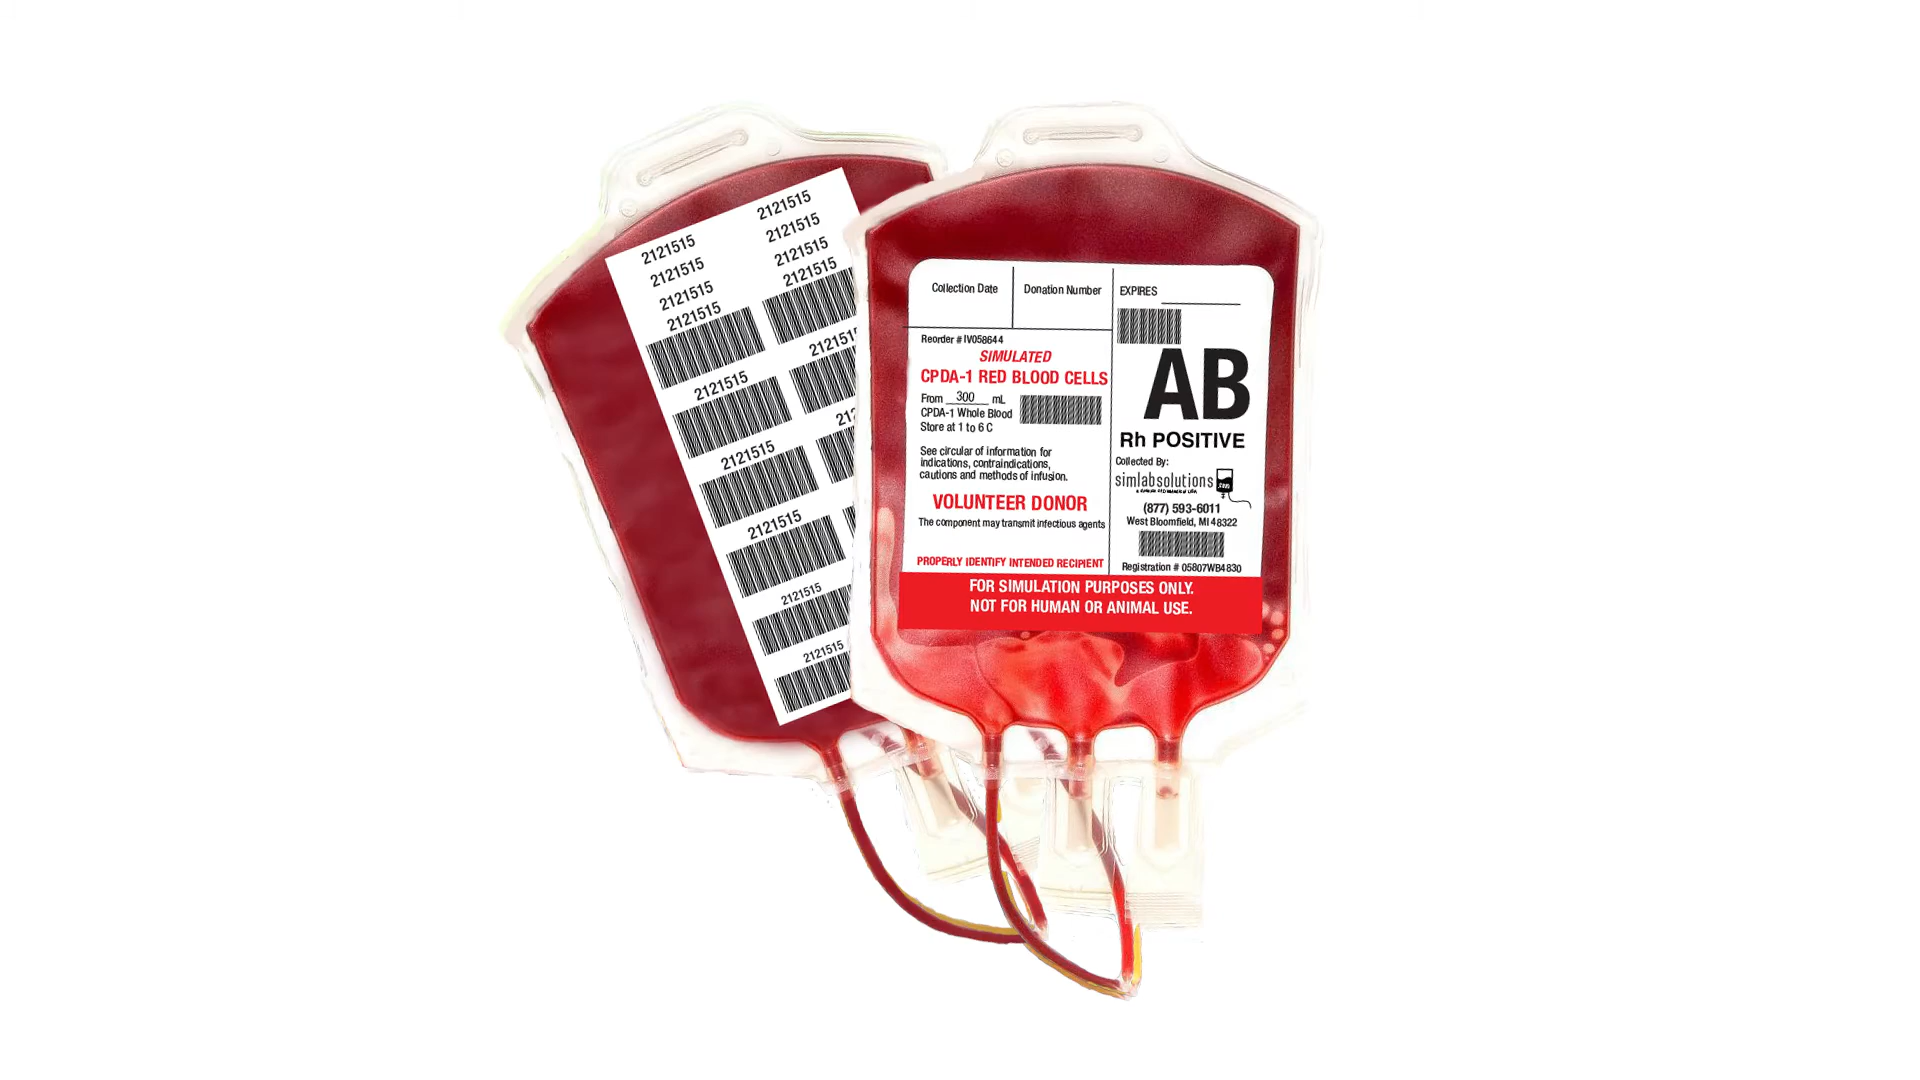 2121515
2121515
2121515
2121515
2121515
2121515
2121515
2121515
2121515
2121515
2121515
2121515
2121515
2121515
Collection Date
Donation Number
EXPIRES
Reorder # IV058644
SIMULATED
CPDA-1 RED BLOOD CELLS
From 300 mL
CPDA-1 Whole Blood
Store at 1 to 6 C
See circular of information for
indications, contraindications,
cautions and methods of infusion.
VOLUNTEER DONOR
The component may transmit infectious agents
PROPERLY IDENTIFY INTENDED RECIPIENT
AB
Rh POSITIVE
Collected By:
simlabsolutions
(877) 593-6011
West Bloomfield, MI 48322
Registration # 05807WB4830
FOR SIMULATION PURPOSES ONLY.
NOT FOR HUMAN OR ANIMAL USE.